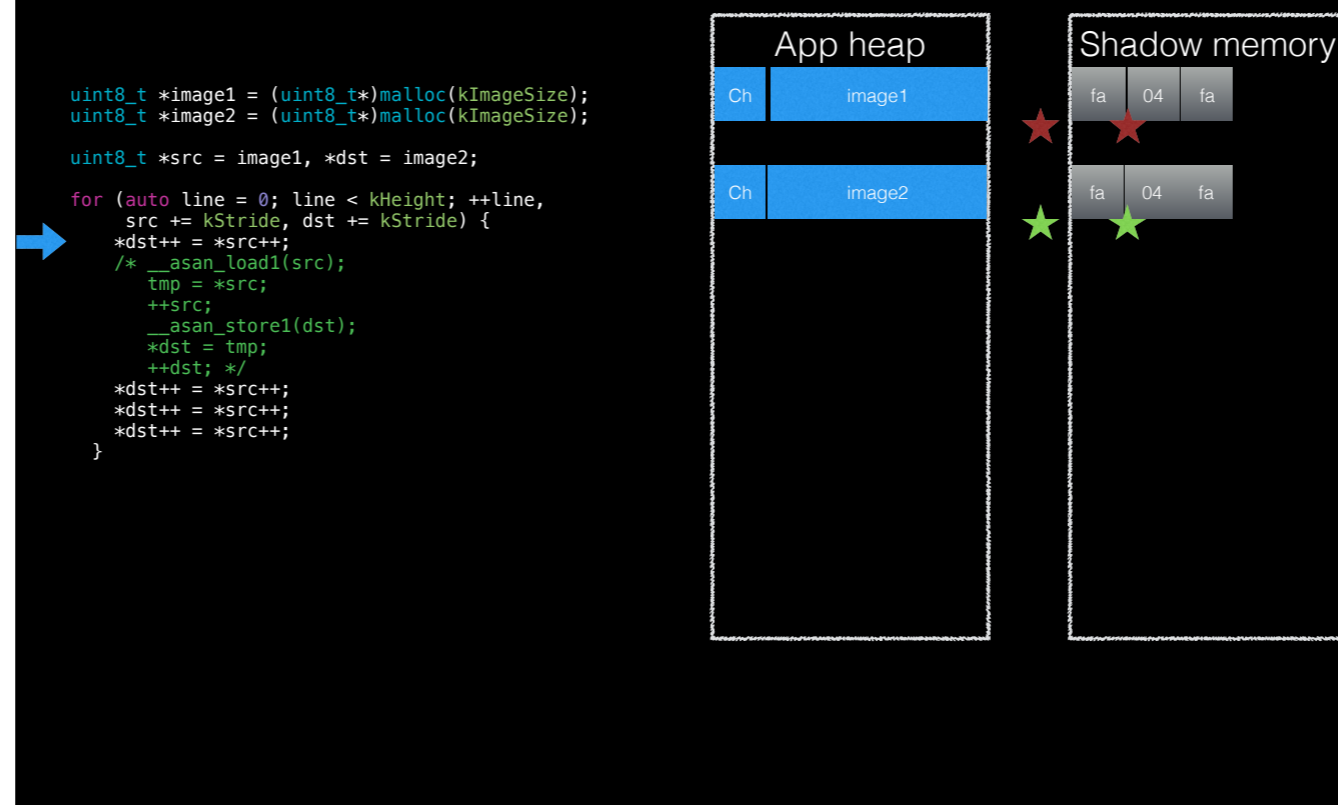 App heap
Shadow memory
uint8_t *image1 = (uint8_t*)malloc(kImageSize);
uint8_t *image2 = (uint8_t*)malloc(kImageSize);
uint8_t *src = image1, *dst = image2;
for (auto line = 0; line < kHeight; ++line,
src += kStride, dst += kStride) {
*dst++ = *src++;
/* __asan_load1(src);
tmp = *src;
++src;
__asan_store1(dst);
*dst = tmp;
++dst; */
*dst++ = *src++;
*dst++ = *src++;
*dst++ = *src++;
}
Ch image1
fa 04 fa
Ch image2
fa 04 fa